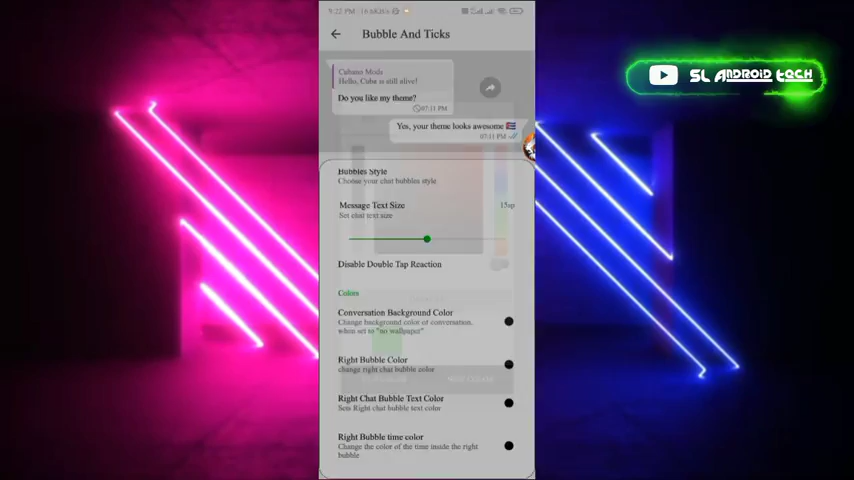 Bubble And Ticks
Cubano Mods
Hello, Cuba is still alive!
Do you like my theme?
07:11 PM
Yes, your theme looks awesome
07:11 PM
SL Android Tech
Bubbles Style
Choose your chat bubbles style
Message Text Size
15sp
Set chat text size
Disable Double Tap Reaction
Colors
Conversation Background Color
Change background color of conversation,
when set to "no wallpaper"
Right Bubble Color
change right chat bubble color
Right Chat Bubble Text Color
Sets Right chat bubble text color
Right Bubble time color
Change the color of the time inside the right
bubble